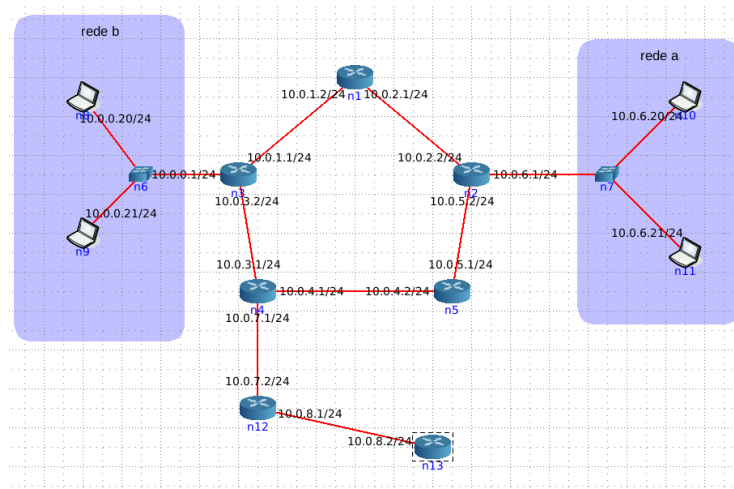 rede b
rede a
n1
10.0.1.2/24
10.0.2.1/24
n8
10.0.0.20/24
n10
10.0.6.20/24
10.0.1.1/24
10.0.2.2/24
n6
10.0.0.1/24
n3
n2
10.0.6.1/24
n7
10.0.3.2/24
10.0.5.2/24
10.0.0.21/24
n9
10.0.6.21/24
n11
10.0.3.1/24
10.0.5.1/24
n4
10.0.4.1/24
10.0.4.2/24
n5
10.0.7.1/24
10.0.7.2/24
n12
10.0.8.1/24
10.0.8.2/24
n13